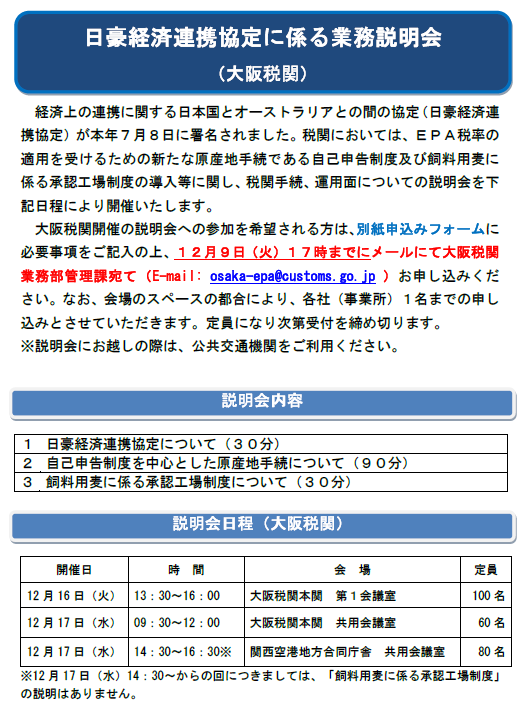 日豪経済連携協定に係る業務説明会
（大阪税関）
経済上の連携に関する日本国とオーストラリアとの間の協定（日豪経済連
携協定）が本年７月８日に署名されました。税関においては、ＥＰＡ税率の
適用を受けるための新たな原産地手続である自己申告制度及び飼料用麦に
係る承認工場制度の導入等に関し、税関手続、運用面についての説明会を下
記日程により開催いたします。
大阪税関開催の説明会への参加を希望される方は、別紙申込みフォームに
必要事項をご記入の上、１２月９日（火）１７時までにメールにて大阪税関
業務部管理課宛て（E-mail: osaka-epa@customs.go.jp ）お申し込みくだ
さい。なお、会場のスペースの都合により、各社（事業所）１名までの申し
込みとさせていただきます。定員になり次第受付を締め切ります。
※説明会にお越しの際は、公共交通機関をご利用ください。
説明会内容
１ 日豪経済連携協定について（３０分）
２ 自己申告制度を中心とした原産地手続について（９０分）
３ 飼料用麦に係る承認工場制度について（３０分）
説明会日程（大阪税関）
開催日 時 間 会 場 定員
12月16日（火） 13：30～16：00 大阪税関本関 第１会議室 100名
12月17日（水） 09：30～12：00 大阪税関本関 共用会議室 60名
12月17日（水） 14：30～16：30※ 関西空港地方合同庁舎 共用会議室 80名
※12月17日（水）14：30～からの回につきましては、「飼料用麦に係る承認工場制度」
の説明はありません。